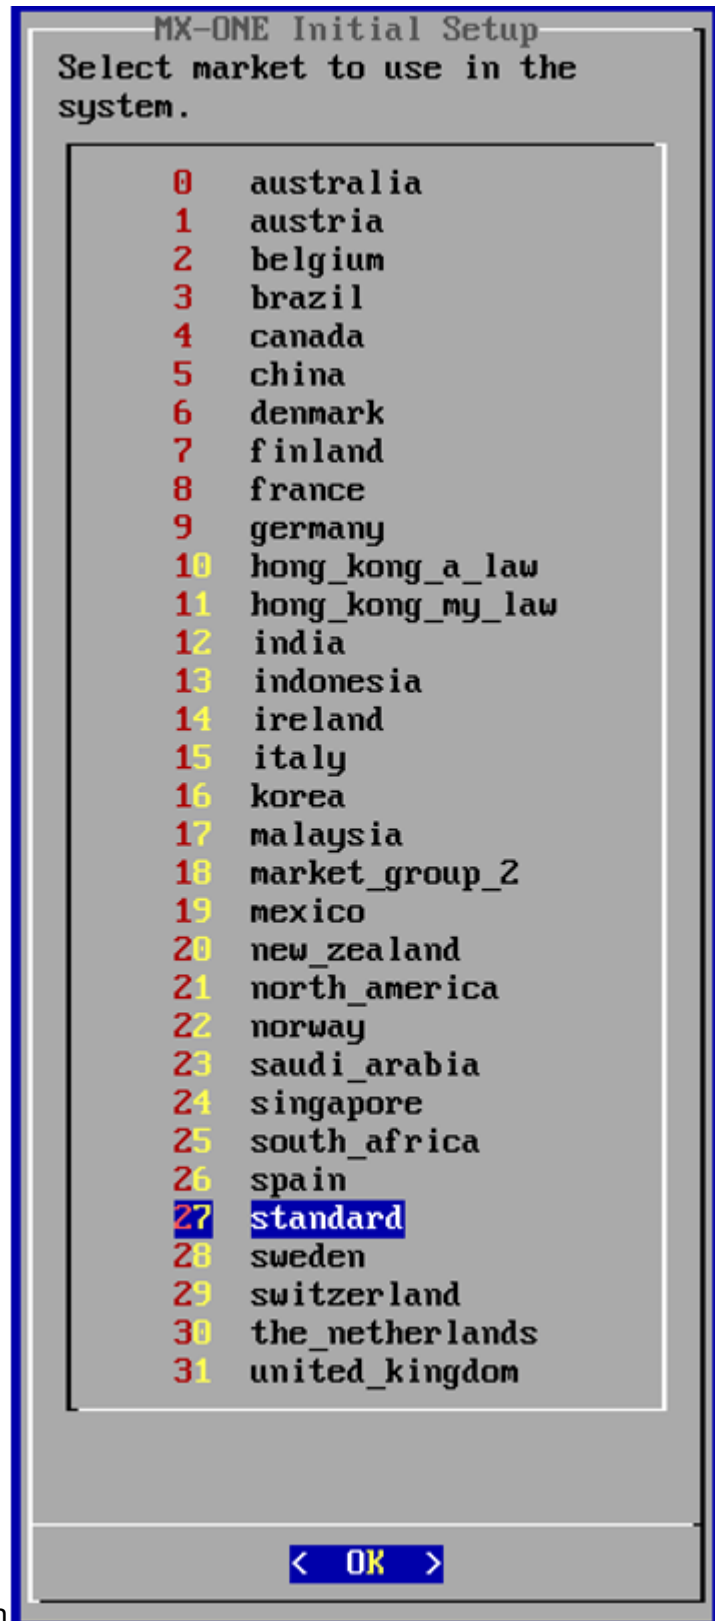 MX-ONE Initial Setup
Select market to use in the
system.
0 australia
1 austria
2 belgium
3 brazil
4 canada
5 china
6 denmark
7 finland
8 france
9 germany
10 hong_kong_a_law
11 hong_kong_my_law
12 india
13 indonesia
14 ireland
15 italy
16 korea
17 malaysia
18 market_group_2
19 mexico
20 new_zealand
21 north_america
22 norway
23 saudi_arabia
24 singapore
25 south_africa
26 spain
27 standard
28 sweden
29 switzerland
30 the_netherlands
31 united_kingdom
< OK >